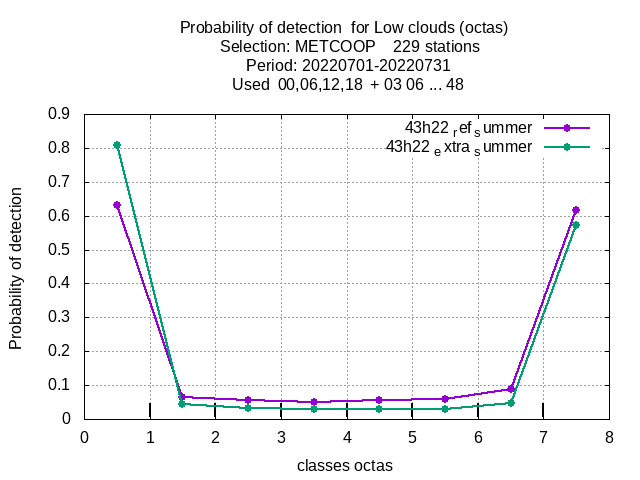 Probability of detection  for Low clouds (octas)
Selection: METCOOP    229 stations
Period: 20220701-20220731
Used  00,06,12,18  + 03 06 ... 48
43h22 ref summer
43h22 extra summer
0.9
0.8
0.7
0.6
0.5
0.4
0.3
0.2
0.1
0
Probability of detection
0 1 2 3 4 5 6 7 8
classes octas